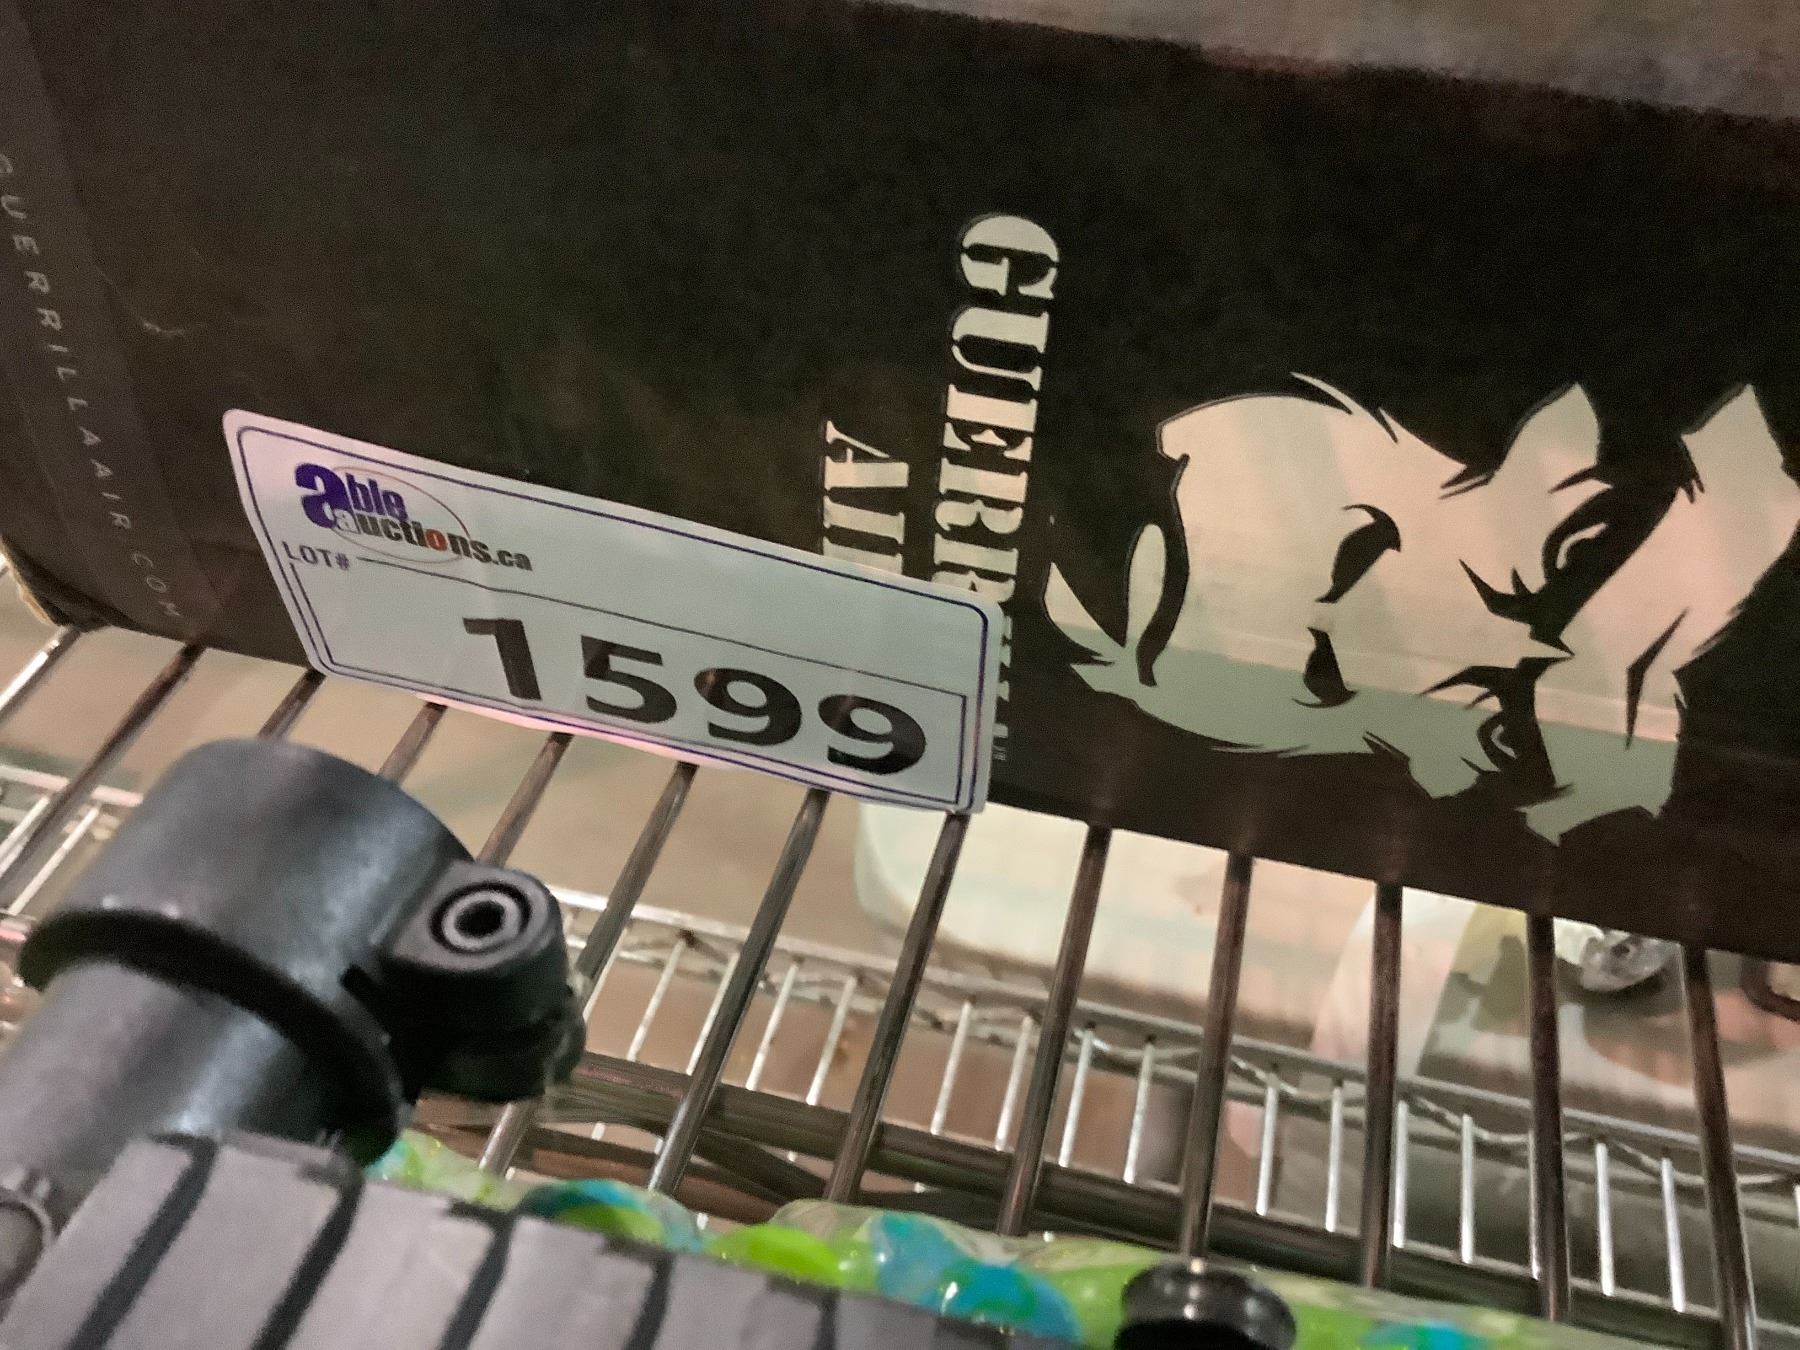 GUERRILLAAIR.COM
able
auctions.ca
LOT#
1599
GUERR
AI